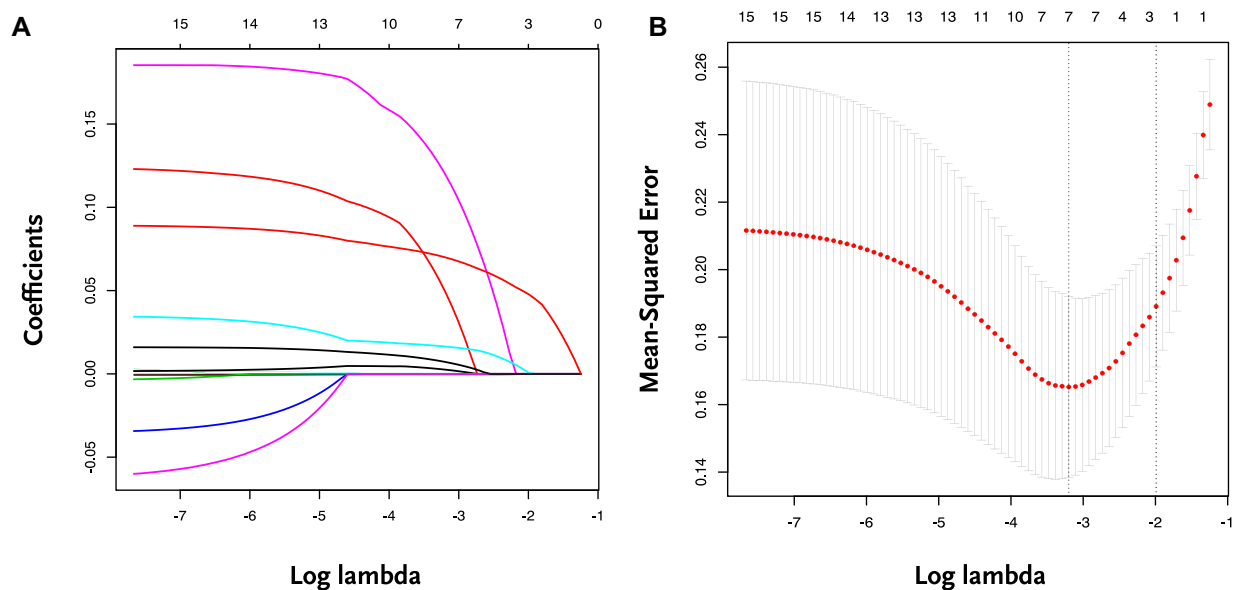 A
15 14 13 10 7 3 0
Coefficients
0.15
0.10
0.05
0.00
-0.05
-7 -6 -5 -4 -3 -2 -1
Log lambda
B
15 15 15 14 13 13 13 11 10 7 7 7 4 3 1 1
Mean-Squared Error
0.26
0.24
0.22
0.20
0.18
0.16
0.14
-7 -6 -5 -4 -3 -2 -1
Log lambda